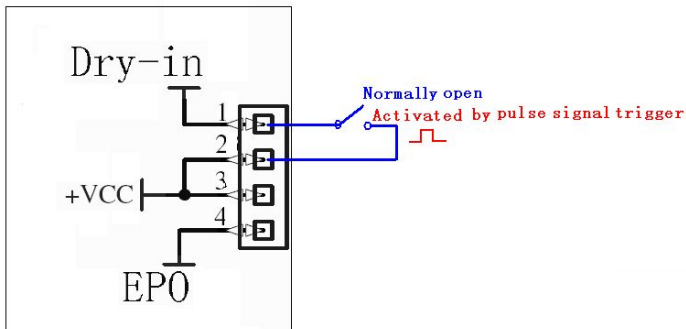 Dry-in
Normally open
1
Activated by pulse signal trigger
2
+VCC
3
4
EPO